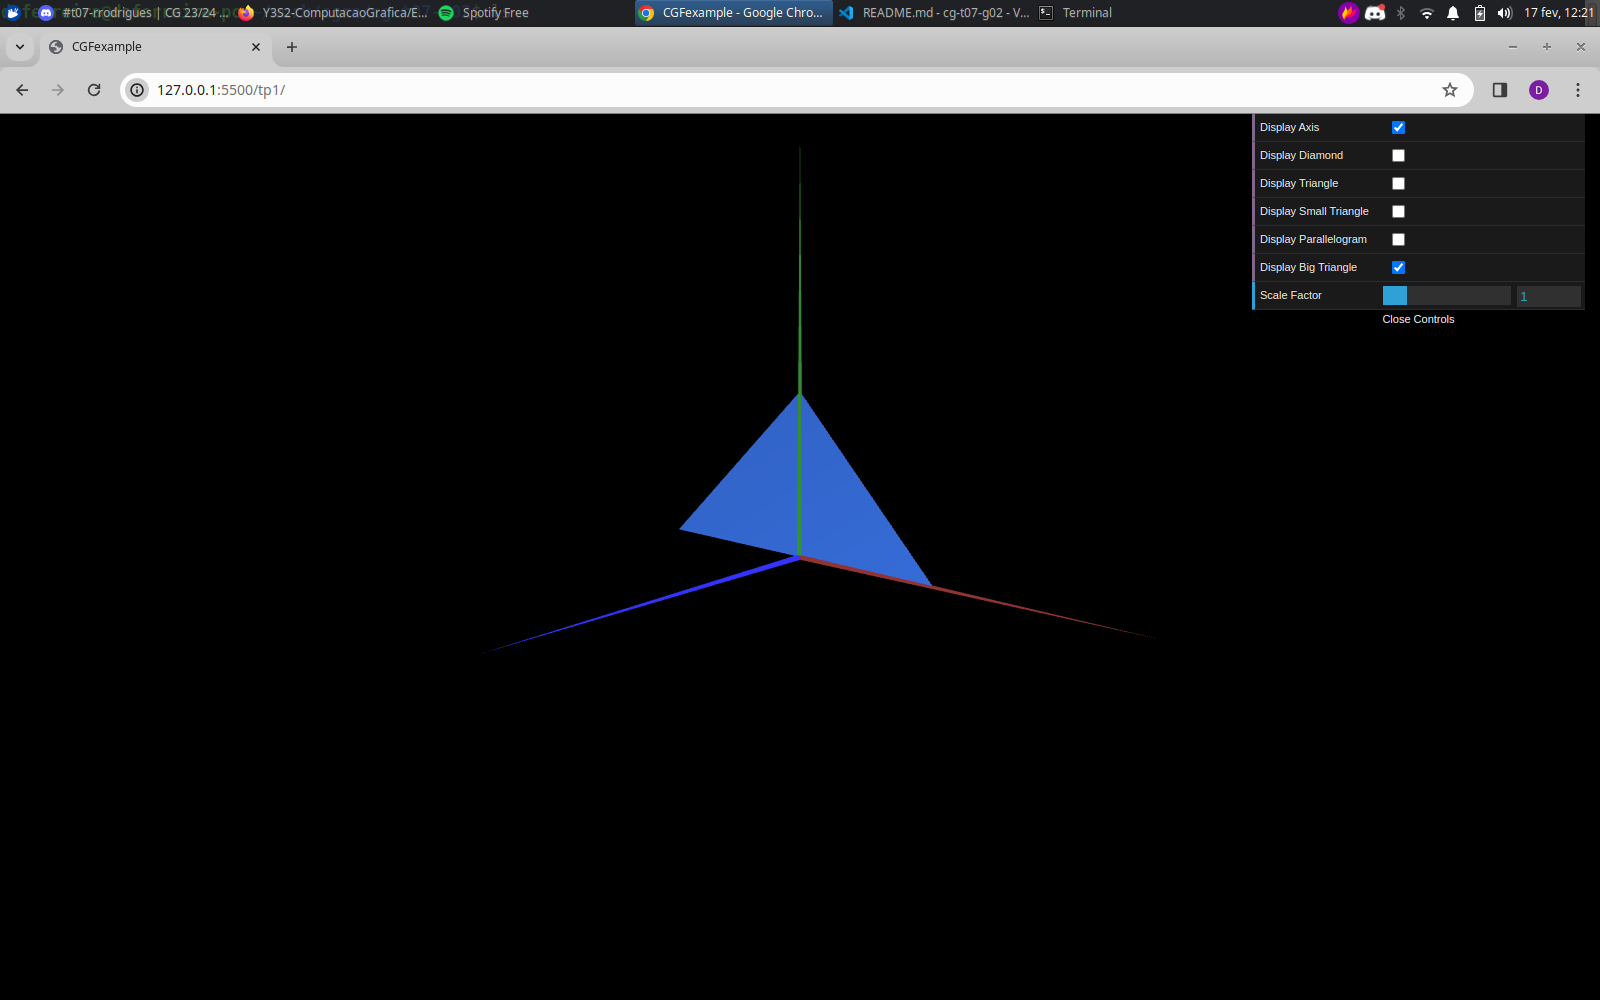 #t07-rrodrigues | CG 23/24 ... Y3S2-ComputacaoGrafica/E... Spotify Free CGFexample - Google Chro... README.md - cg-t07-g02 - V... Terminal 17 fev, 12:21
CGFexample
127.0.0.1:5500/tp1/
D
Display Axis
Display Diamond
Display Triangle
Display Small Triangle
Display Parallelogram
Display Big Triangle
Scale Factor 1
Close Controls